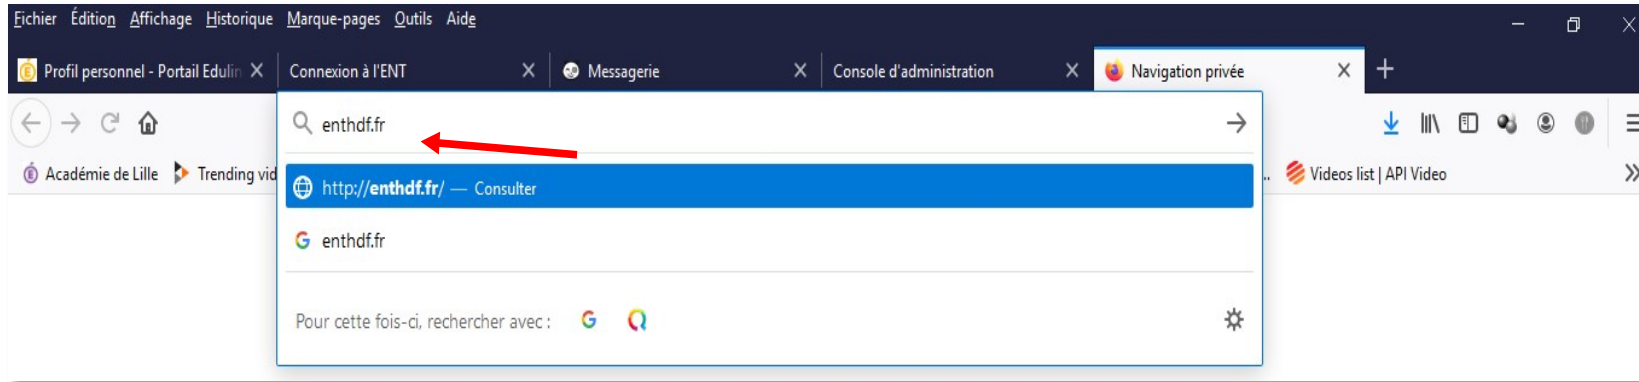 Fichier Édition Affichage Historique Marque-pages Outils Aide
Profil personnel - Portail Edulin
Connexion à l'ENT
Messagerie
Console d'administration
Navigation privée
enthdf.fr
Académie de Lille
Trending vid
.. Videos list | API Video
http://enthdf.fr/ — Consulter
enthdf.fr
Pour cette fois-ci, rechercher avec :